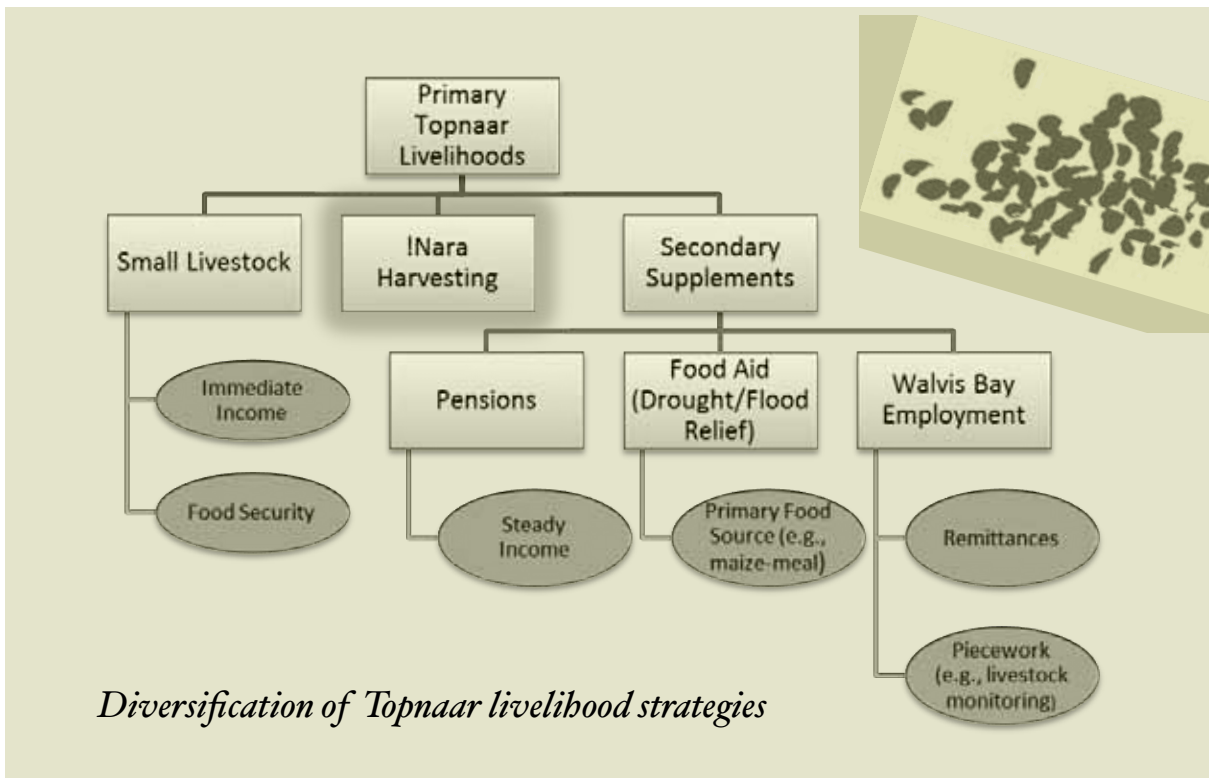 Primary
Topnaar
Livelihoods
Small Livestock
!Nara
Harvesting
Secondary
Supplements
Immediate
Income
Food Security
Pensions
Food Aid
(Drought/Flood
Relief)
Walvis Bay
Employment
Steady
Income
Primary Food
Source (e.g.,
maize-meal)
Remittances
Piecework
(e.g., livestock
monitoring)
Diversification of Topnaar livelihood strategies